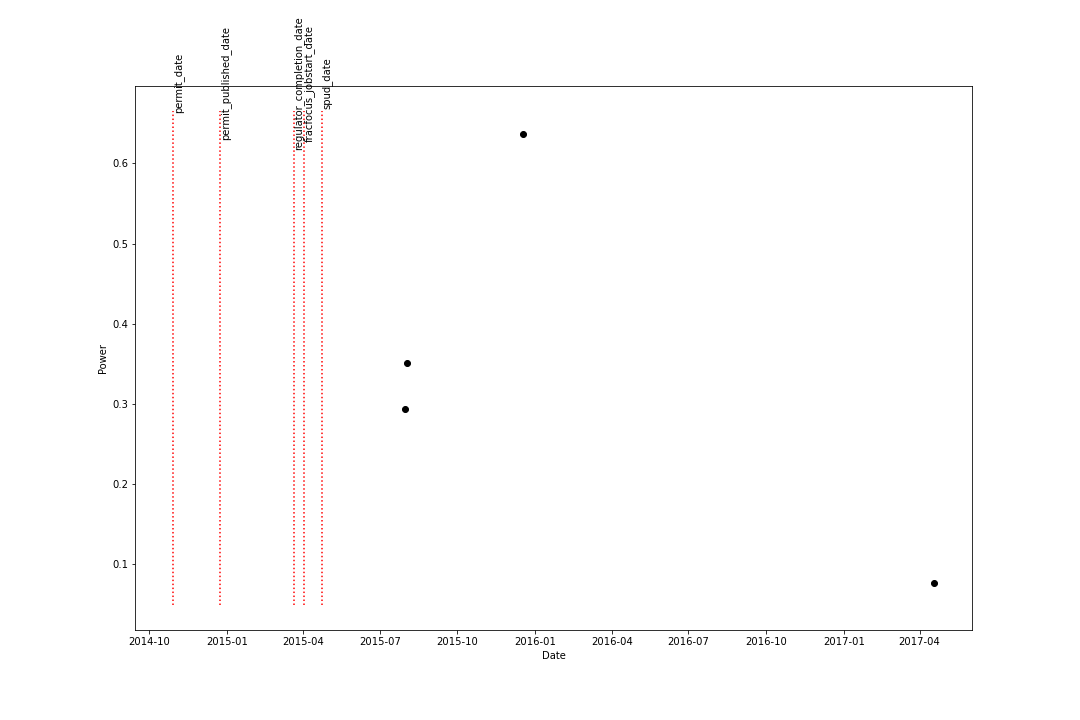 permit_date
permit_published_date
regulator_completion_date
fracfocus_jobstart_date
spud_date
0.6
0.5
0.4
0.3
0.2
0.1
Power
2014-10 2015-01 2015-04 2015-07 2015-10 2016-01 2016-04 2016-07 2016-10 2017-01 2017-04
Date